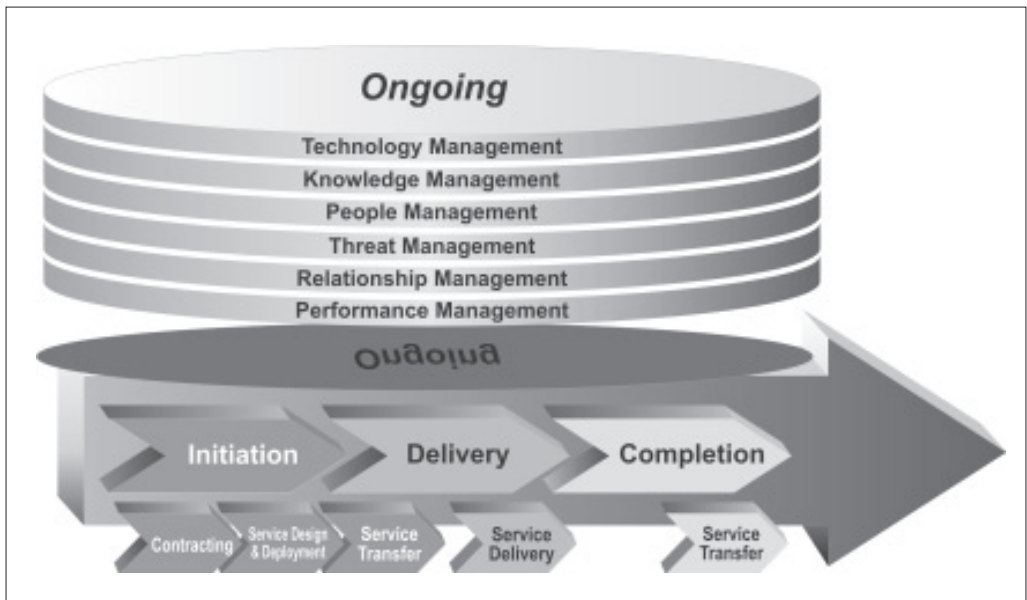 Ongoing
Technology Management
Knowledge Management
People Management
Threat Management
Relationship Management
Performance Management
Ongoing
Initiation
Delivery
Completion
Contracting
Service Design
& Deployment
Service
Transfer
Service
Delivery
Service
Transfer